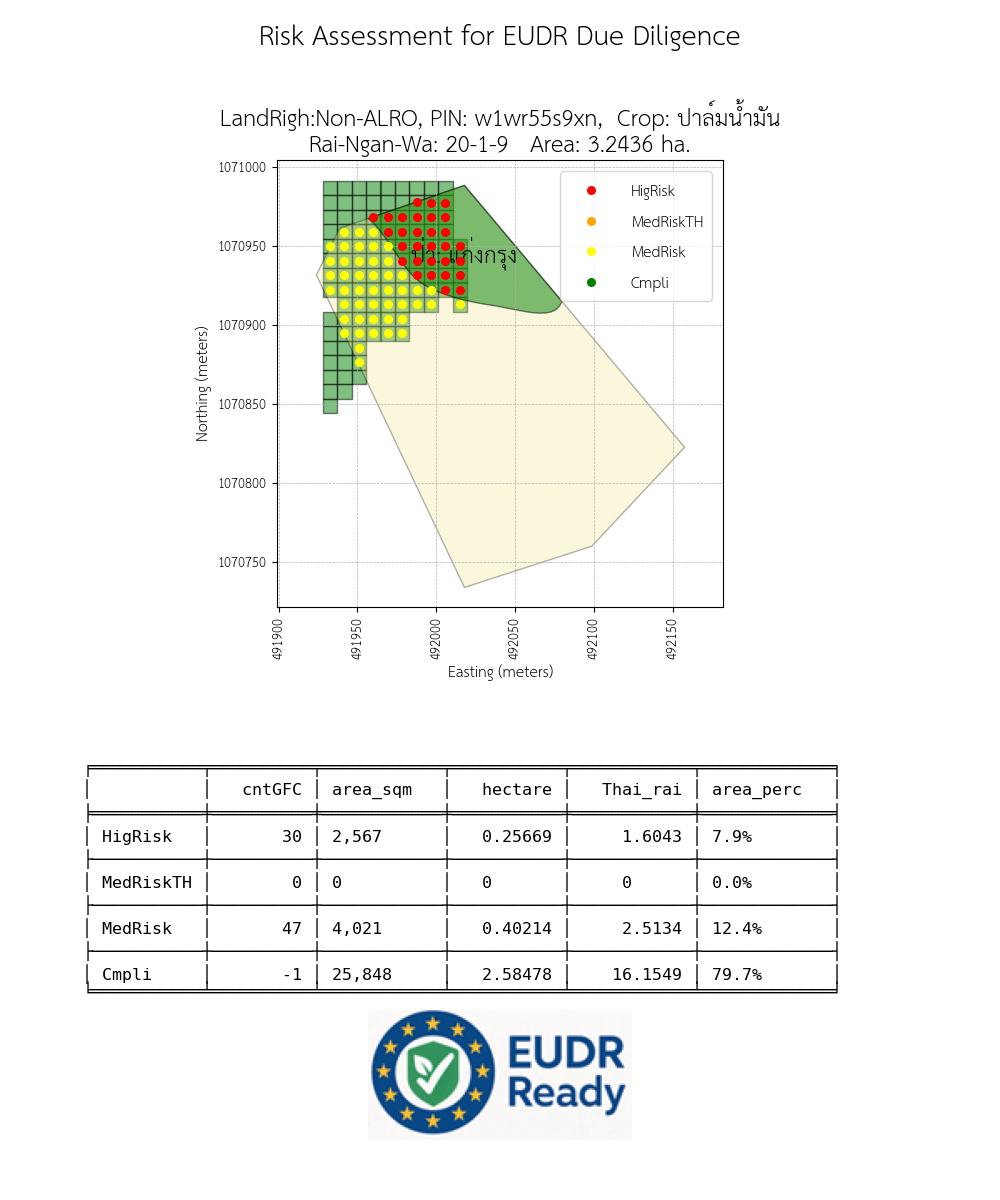 Risk Assessment for EUDR Due Diligence
LandRigh:Non-ALRO, PIN: w1wr55s9xn, Crop: ปาล์มน้ำมัน
Rai-Ngan-Wa: 20-1-9 Area: 3.2436 ha.
1071000
1070950
1070900
1070850
1070800
1070750
Northing (meters)
HigRisk
MedRiskTH
MedRisk
Cmpli
แก่งกรุง
491900 491950 492000 492050 492100 492150
Easting (meters)
cntGFC area_sqm hectare Thai_rai area_perc
HigRisk 30 2,567 0.25669 1.6043 7.9%
MedRiskTH 0 0 0 0 0.0%
MedRisk 47 4,021 0.40214 2.5134 12.4%
Cmpli -1 25,848 2.58478 16.1549 79.7%
EUDR
Ready